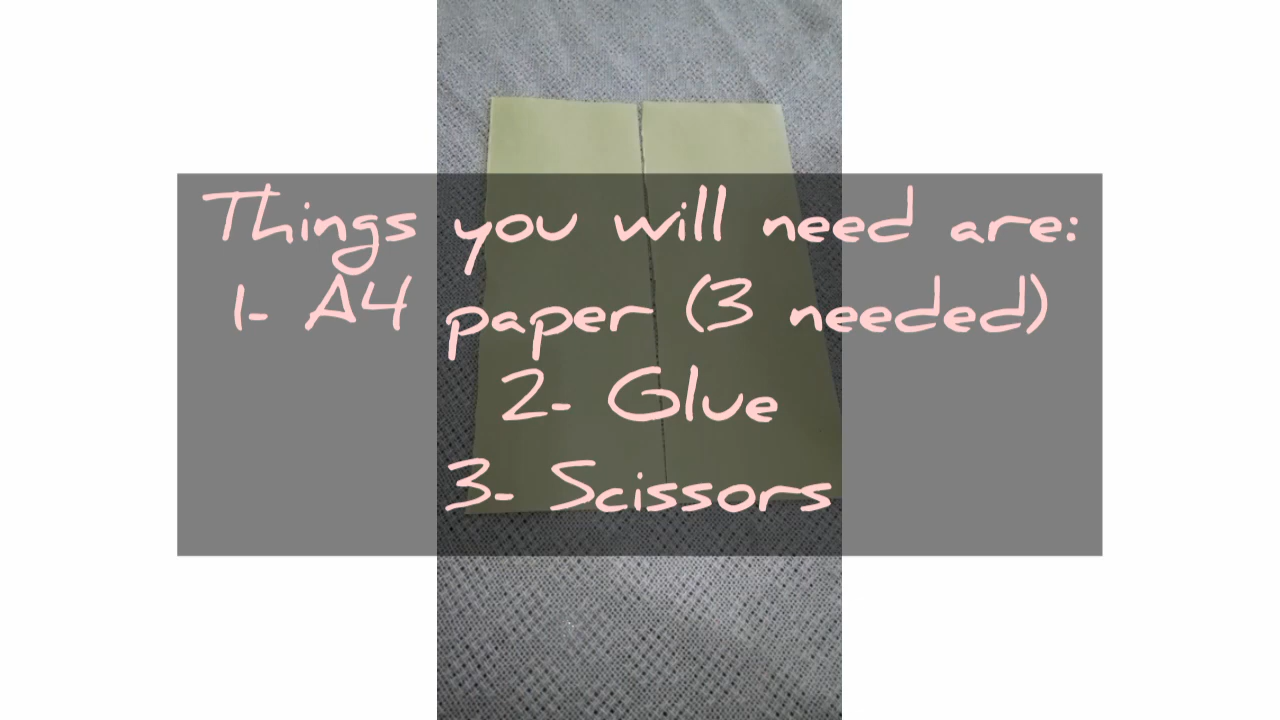 Things you will need are:
1- A4 paper (3 needed)
2- Glue
3- Scissors